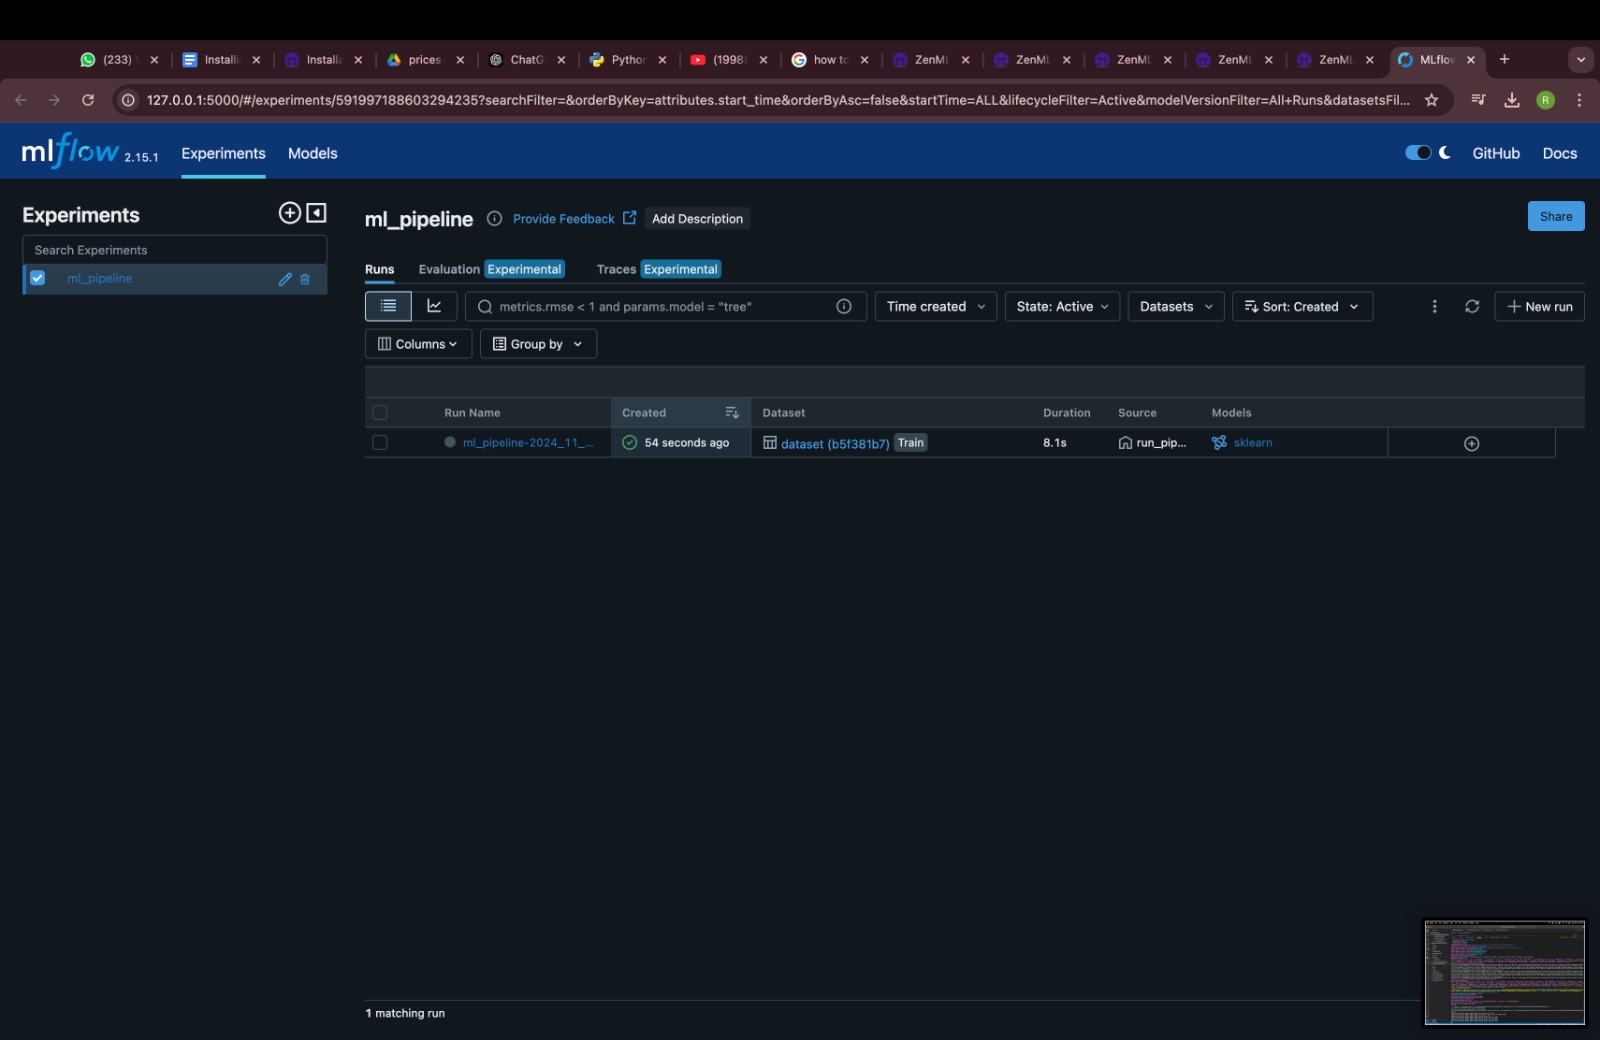 (233)
Installi
Installa
prices-
ChatG
Python
(1998
how to
ZenML
ZenML
ZenML
ZenML
ZenML
MLflow
127.0.0.1:5000/#/experiments/591997188603294235?searchFilter=&orderByKey=attributes.start_time&orderByAsc=false&startTime=ALL&lifecycleFilter=Active&modelVersionFilter=All+Runs&datasetsFil...
R
mlflow 2.15.1 Experiments Models GitHub Docs
Experiments
Search Experiments
ml_pipeline
ml_pipeline Provide Feedback Add Description Share
Runs Evaluation Experimental Traces Experimental
metrics.rmse < 1 and params.model = "tree" Time created State: Active Datasets Sort: Created New run
Columns Group by
Run Name Created Dataset Duration Source Models
ml_pipeline-2024_11_... 54 seconds ago dataset (b5f381b7) Train 8.1s run_pip... sklearn
1 matching run